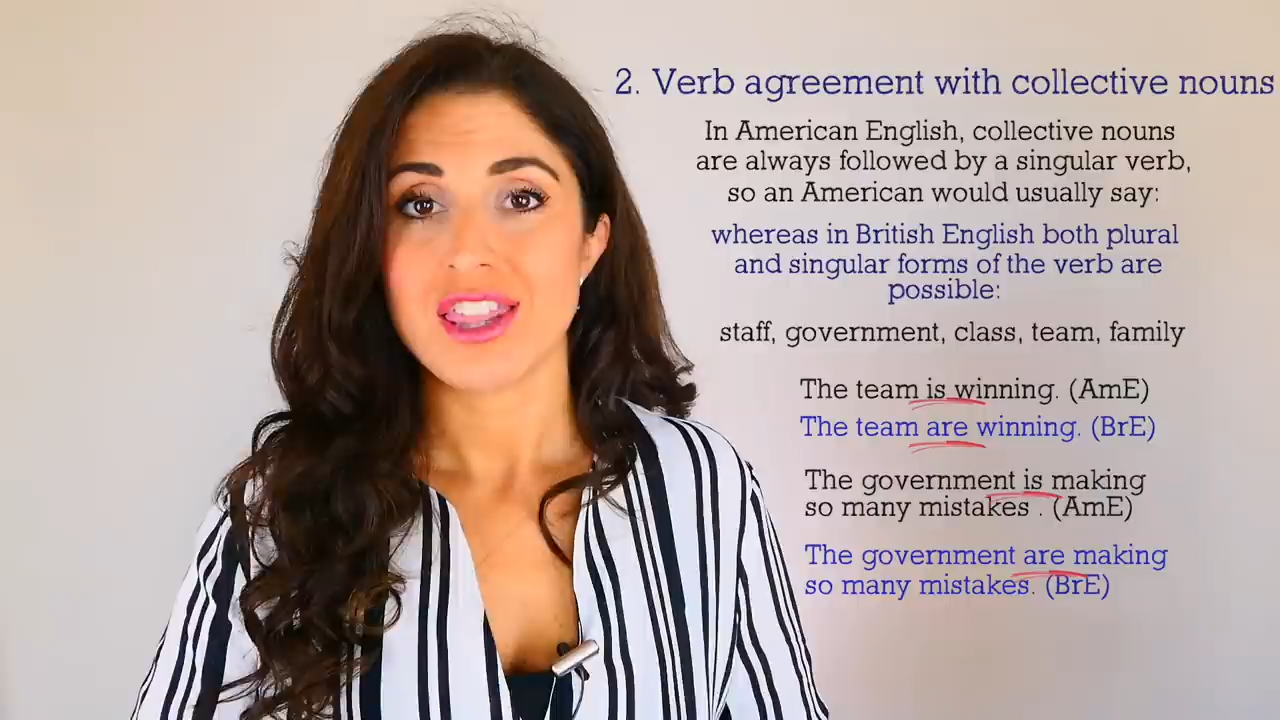 2. Verb agreement with collective nouns
In American English, collective nouns
are always followed by a singular verb,
so an American would usually say:
whereas in British English both plural
and singular forms of the verb are
possible:
staff, government, class, team, family
The team is winning. (AmE)
The team are winning. (BrE)
The government is making
so many mistakes . (AmE)
The government are making
so many mistakes. (BrE)